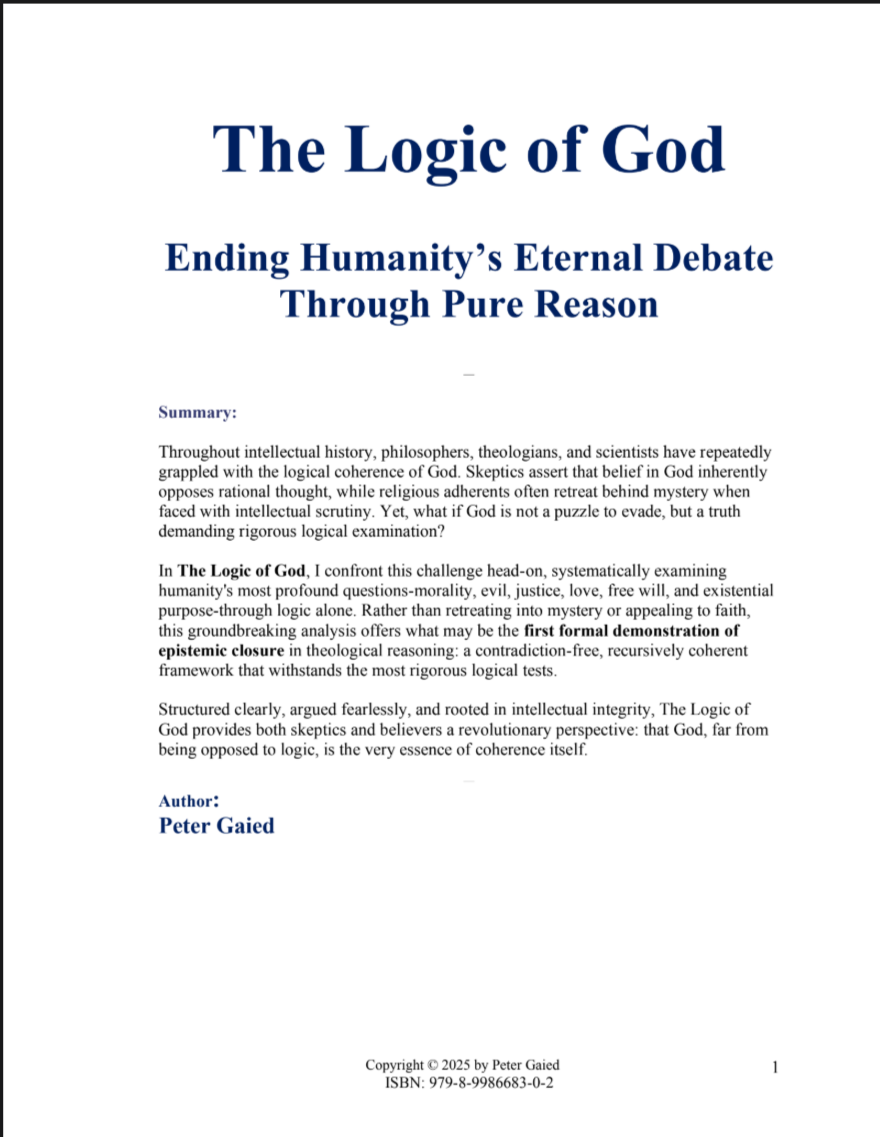 The Logic of God
Ending Humanity’s Eternal Debate
Through Pure Reason
Summary:
Throughout intellectual history, philosophers, theologians, and scientists have repeatedly
grappled with the logical coherence of God. Skeptics assert that belief in God inherently
opposes rational thought, while religious adherents often retreat behind mystery when
faced with intellectual scrutiny. Yet, what if God is not a puzzle to evade, but a truth
demanding rigorous logical examination?
In The Logic of God, I confront this challenge head-on, systematically examining
humanity's most profound questions-morality, evil, justice, love, free will, and existential
purpose-through logic alone. Rather than retreating into mystery or appealing to faith,
this groundbreaking analysis offers what may be the first formal demonstration of
epistemic closure in theological reasoning: a contradiction-free, recursively coherent
framework that withstands the most rigorous logical tests.
Structured clearly, argued fearlessly, and rooted in intellectual integrity, The Logic of
God provides both skeptics and believers a revolutionary perspective: that God, far from
being opposed to logic, is the very essence of coherence itself.
Author:
Peter Gaied
Copyright © 2025 by Peter Gaied
ISBN: 979-8-9986683-0-2
1